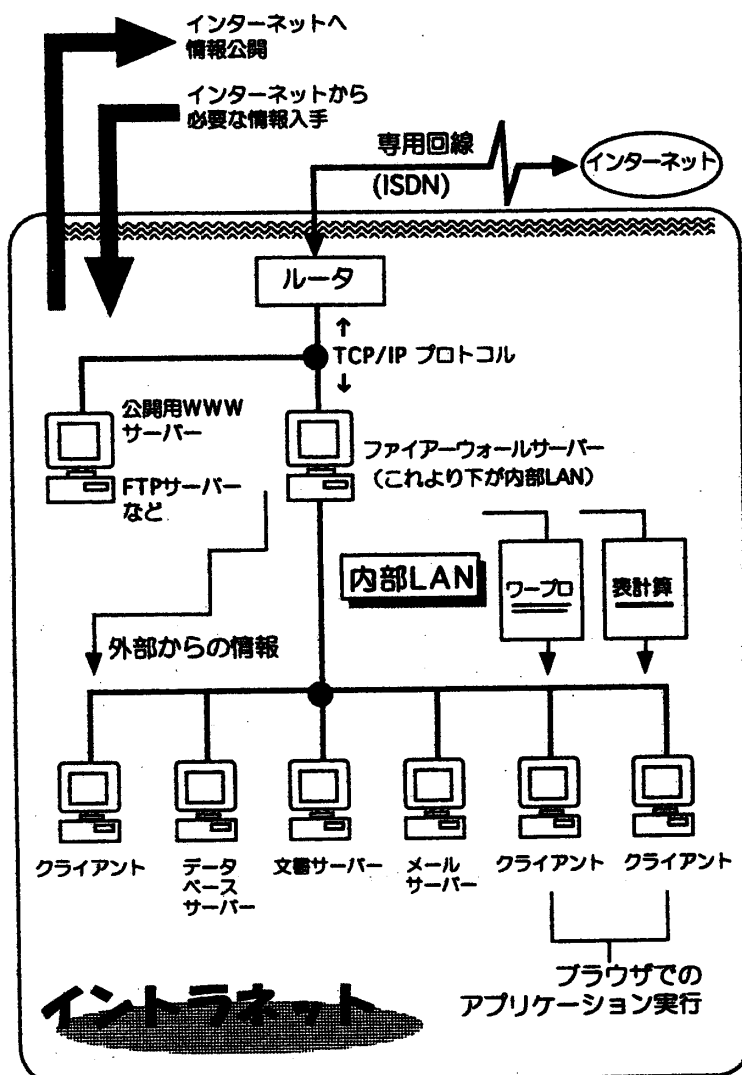 インターネットへ
情報公開
インターネットから
必要な情報入手
専用回線
(ISDN)
インターネット
ルータ
↑
TCP/IP プロトコル
↓
公開用WWW
サーバー
FTPサーバー
など
ファイアーウォールサーバー
(これより下が内部LAN)
内部LAN
ワープロ
表計算
外部からの情報
クライアント
データ
ベース
サーバー
文書サーバー
メール
サーバー
クライアント
クライアント
ブラウザでの
アプリケーション実行
イントラネット